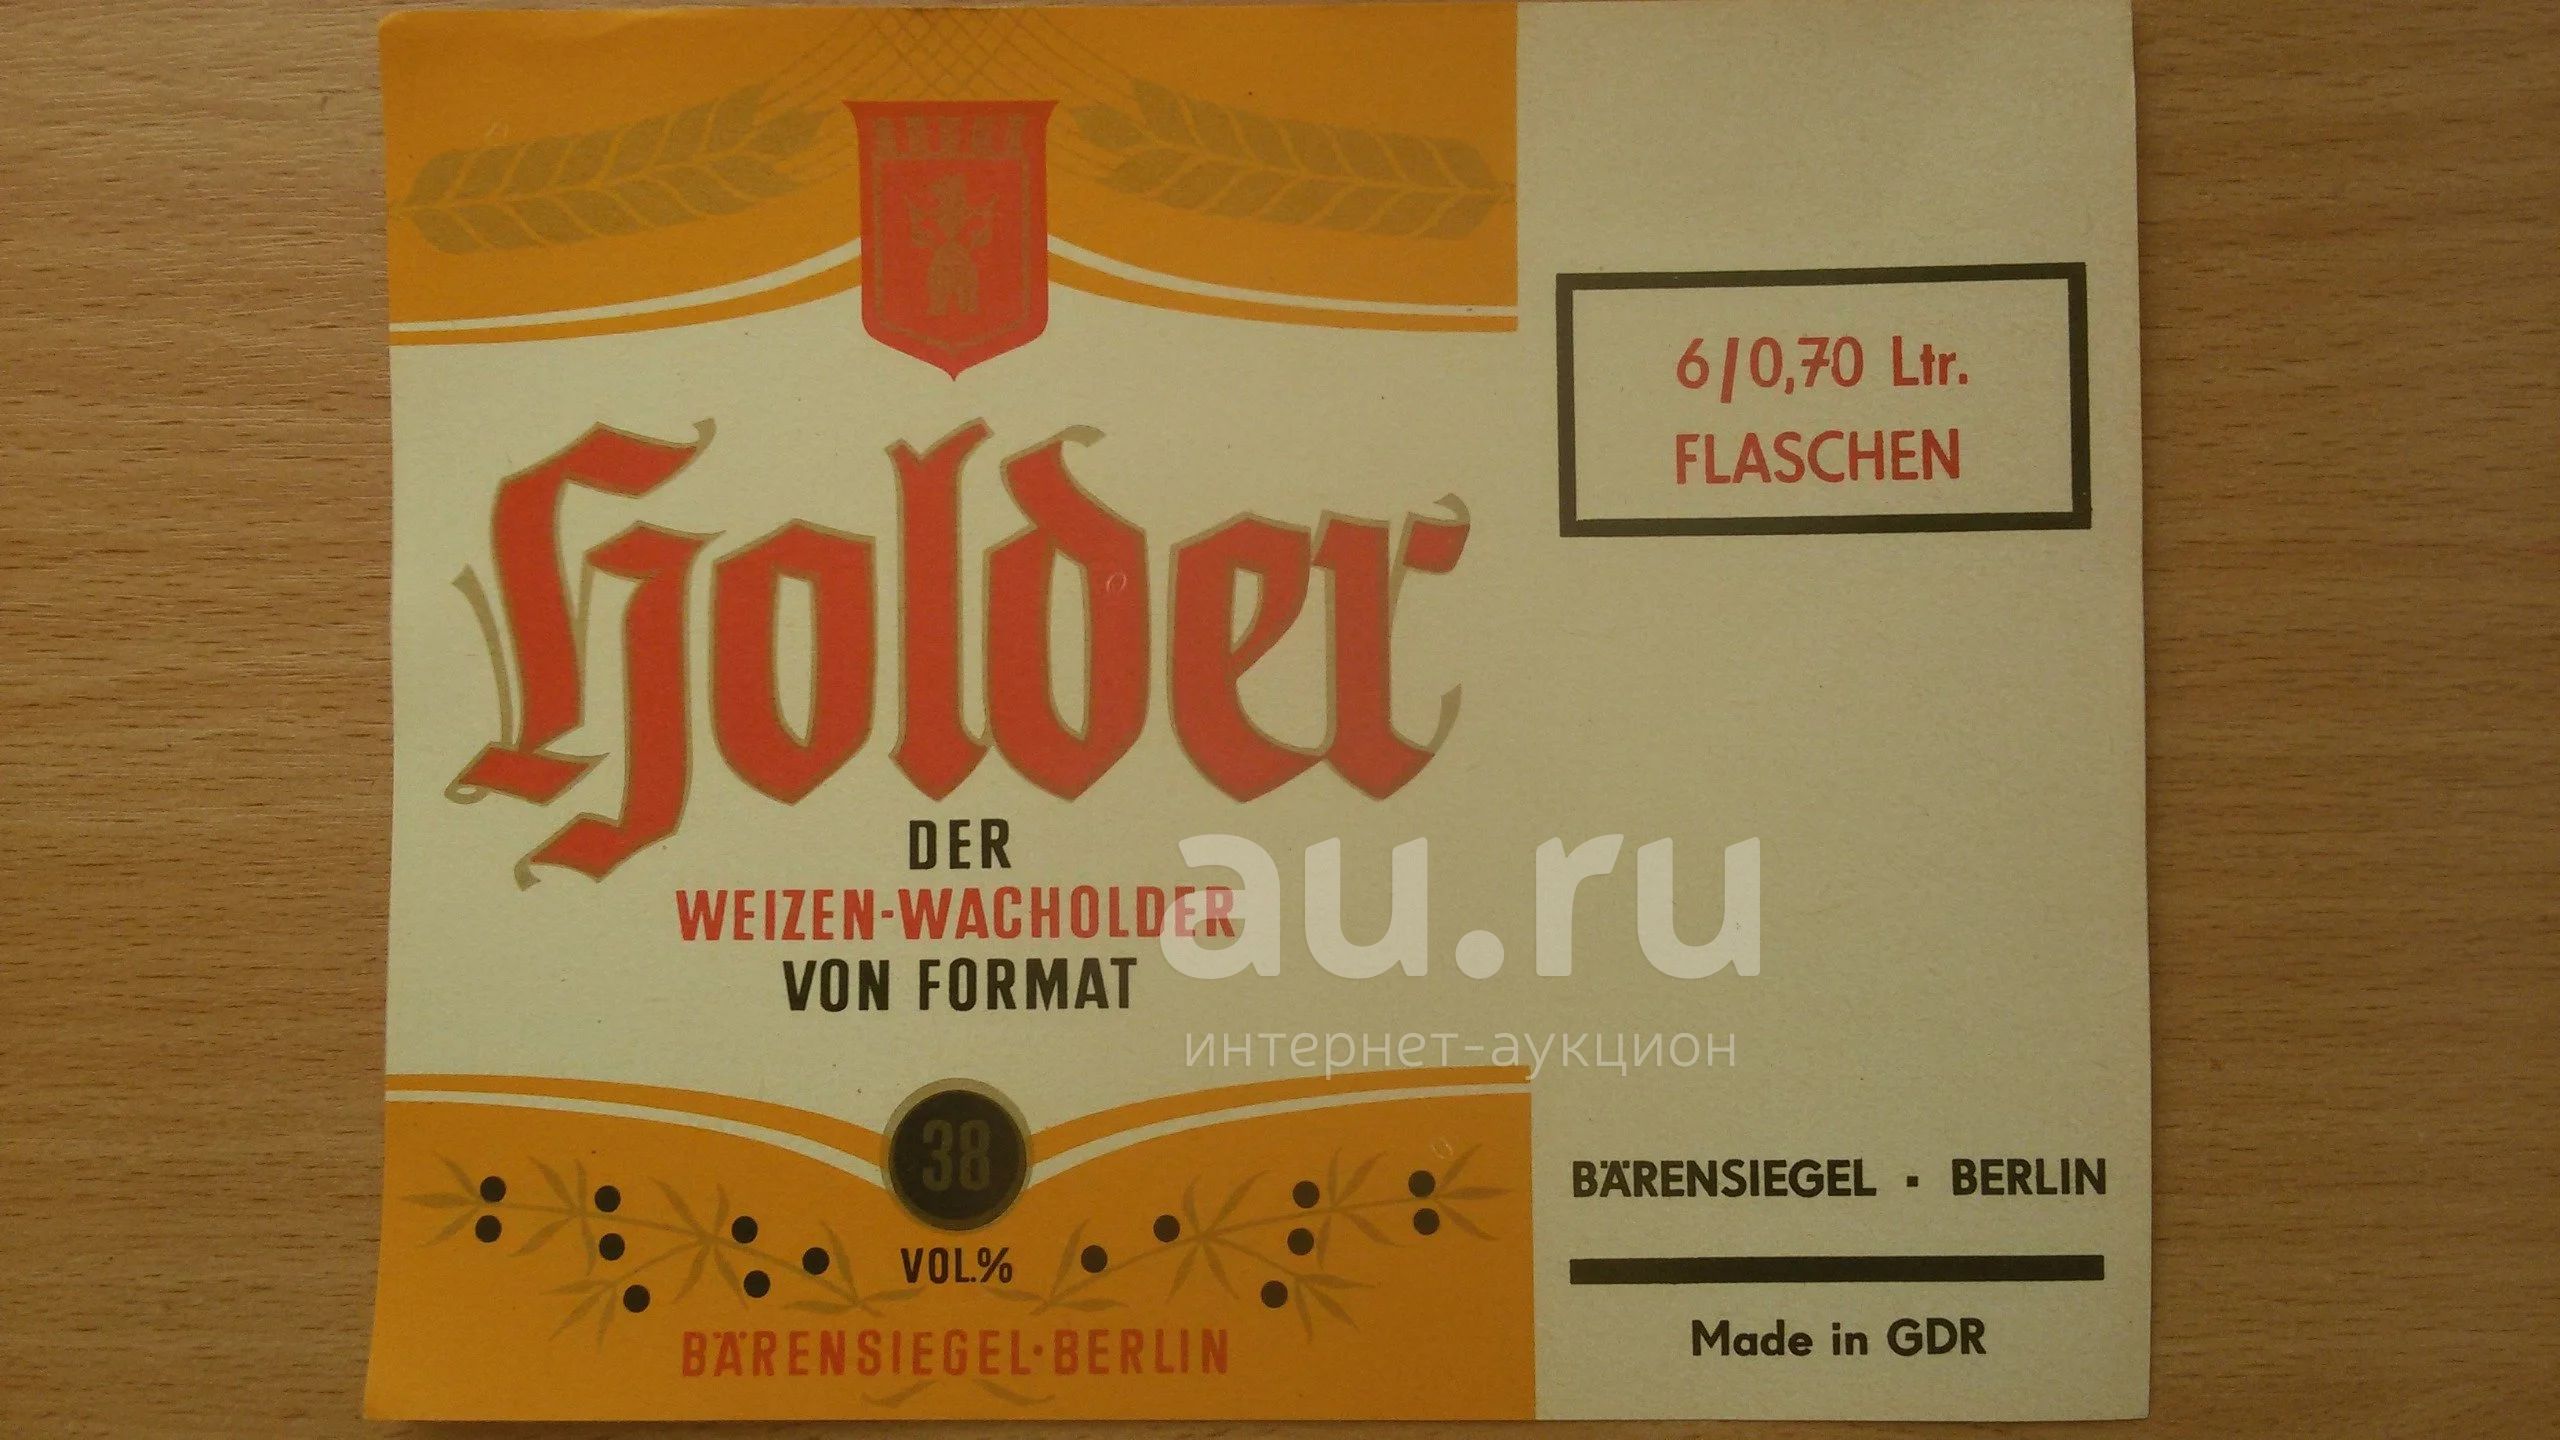 Holder
DER
WEIZEN-WACHOLDER
VON FORMAT
38
VOL.%
BÄRENSIEGEL·BERLIN
6/0,70 Ltr.
FLASCHEN
BÄRENSIEGEL · BERLIN
Made in GDR
au.ru
интернет-аукцион